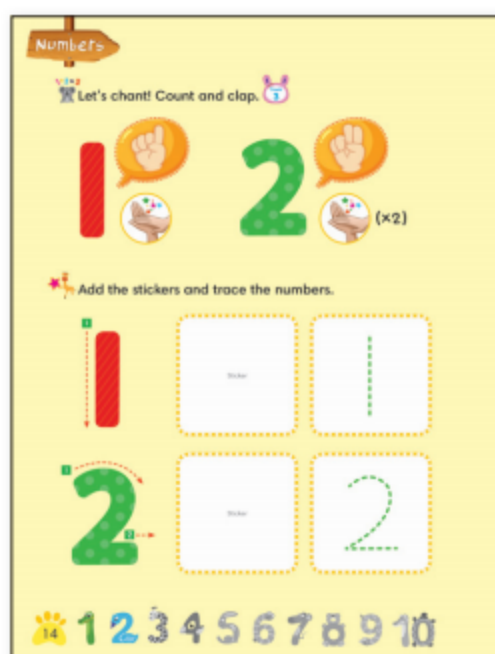 Numbers
Let's chant! Count and clap.
1 2 (×2)
Add the stickers and trace the numbers.
1
1 Sticker 1
1
2 Sticker 2
2
14 1 2 3 4 5 6 7 8 9 10